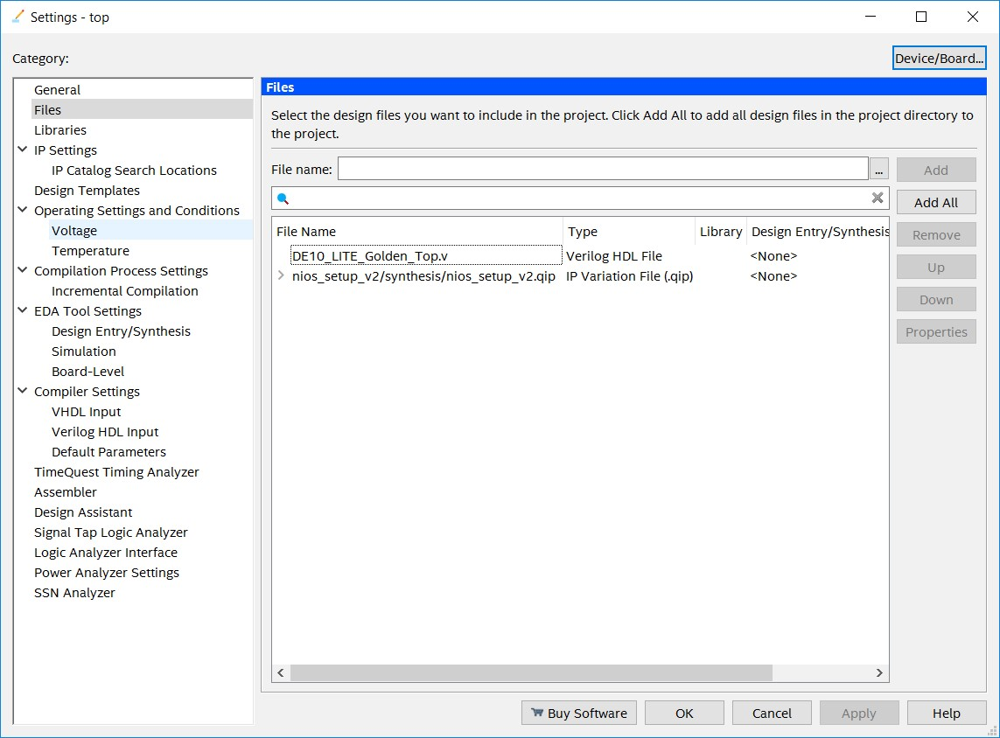 Settings - top
Category:
Device/Board...
General
Files
Libraries
IP Settings
IP Catalog Search Locations
Design Templates
Operating Settings and Conditions
Voltage
Temperature
Compilation Process Settings
Incremental Compilation
EDA Tool Settings
Design Entry/Synthesis
Simulation
Board-Level
Compiler Settings
VHDL Input
Verilog HDL Input
Default Parameters
TimeQuest Timing Analyzer
Assembler
Design Assistant
Signal Tap Logic Analyzer
Logic Analyzer Interface
Power Analyzer Settings
SSN Analyzer
Files
Select the design files you want to include in the project. Click Add All to add all design files in the project directory to
the project.
File name:
...
Add
Add All
Remove
Up
Down
Properties
File Name Type Library Design Entry/Synthesis
DE10_LITE_Golden_Top.v Verilog HDL File <None>
nios_setup_v2/synthesis/nios_setup_v2.qip IP Variation File (.qip) <None>
Buy Software
OK
Cancel
Apply
Help